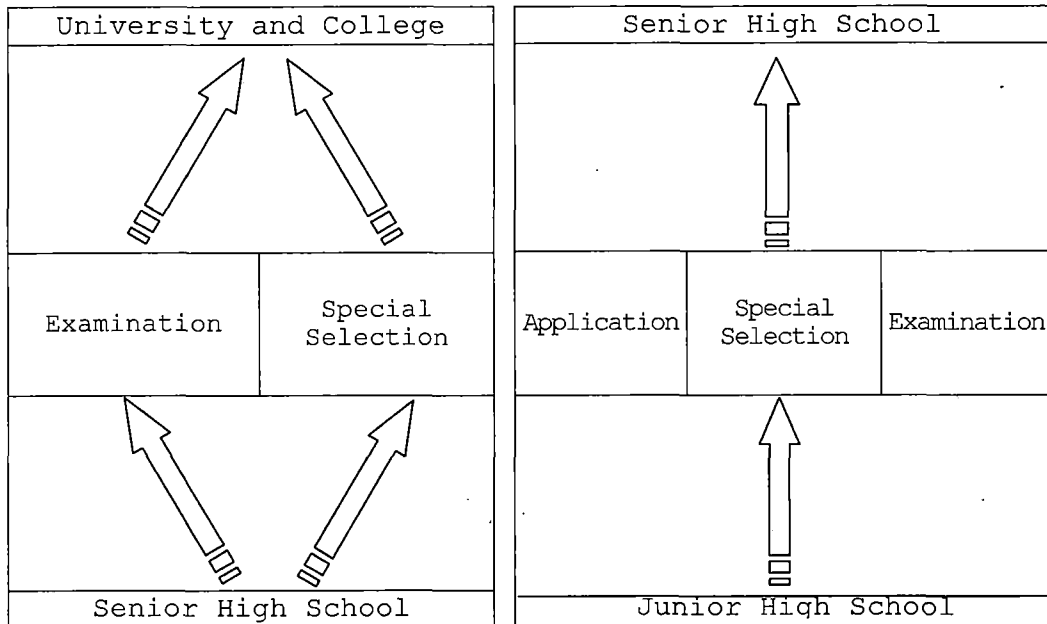 University and College
Examination
Special
Selection
Senior High School
Senior High School
Application
Special
Selection
Examination
Junior High School